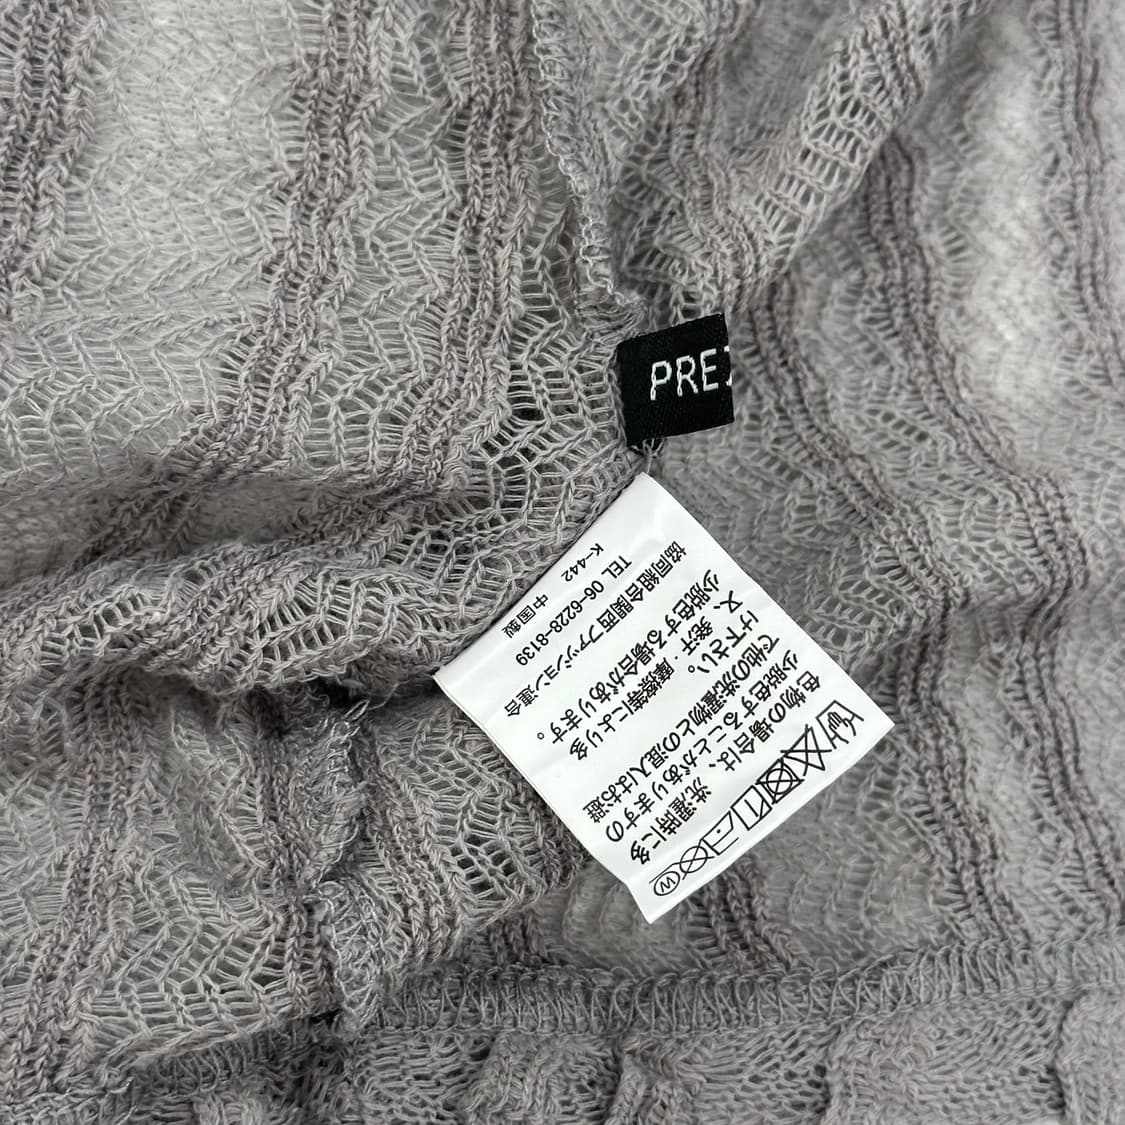 PRE
色物の場合は、洗濯時に多
少脱色することがありますの
で他の洗濯物との混入はお避
け下さい。
又、発汗・摩擦等により多
少脱色する場合があります。
協同組合関西ファッション連合
TEL 06-6228-8139
K-442 中国製
W